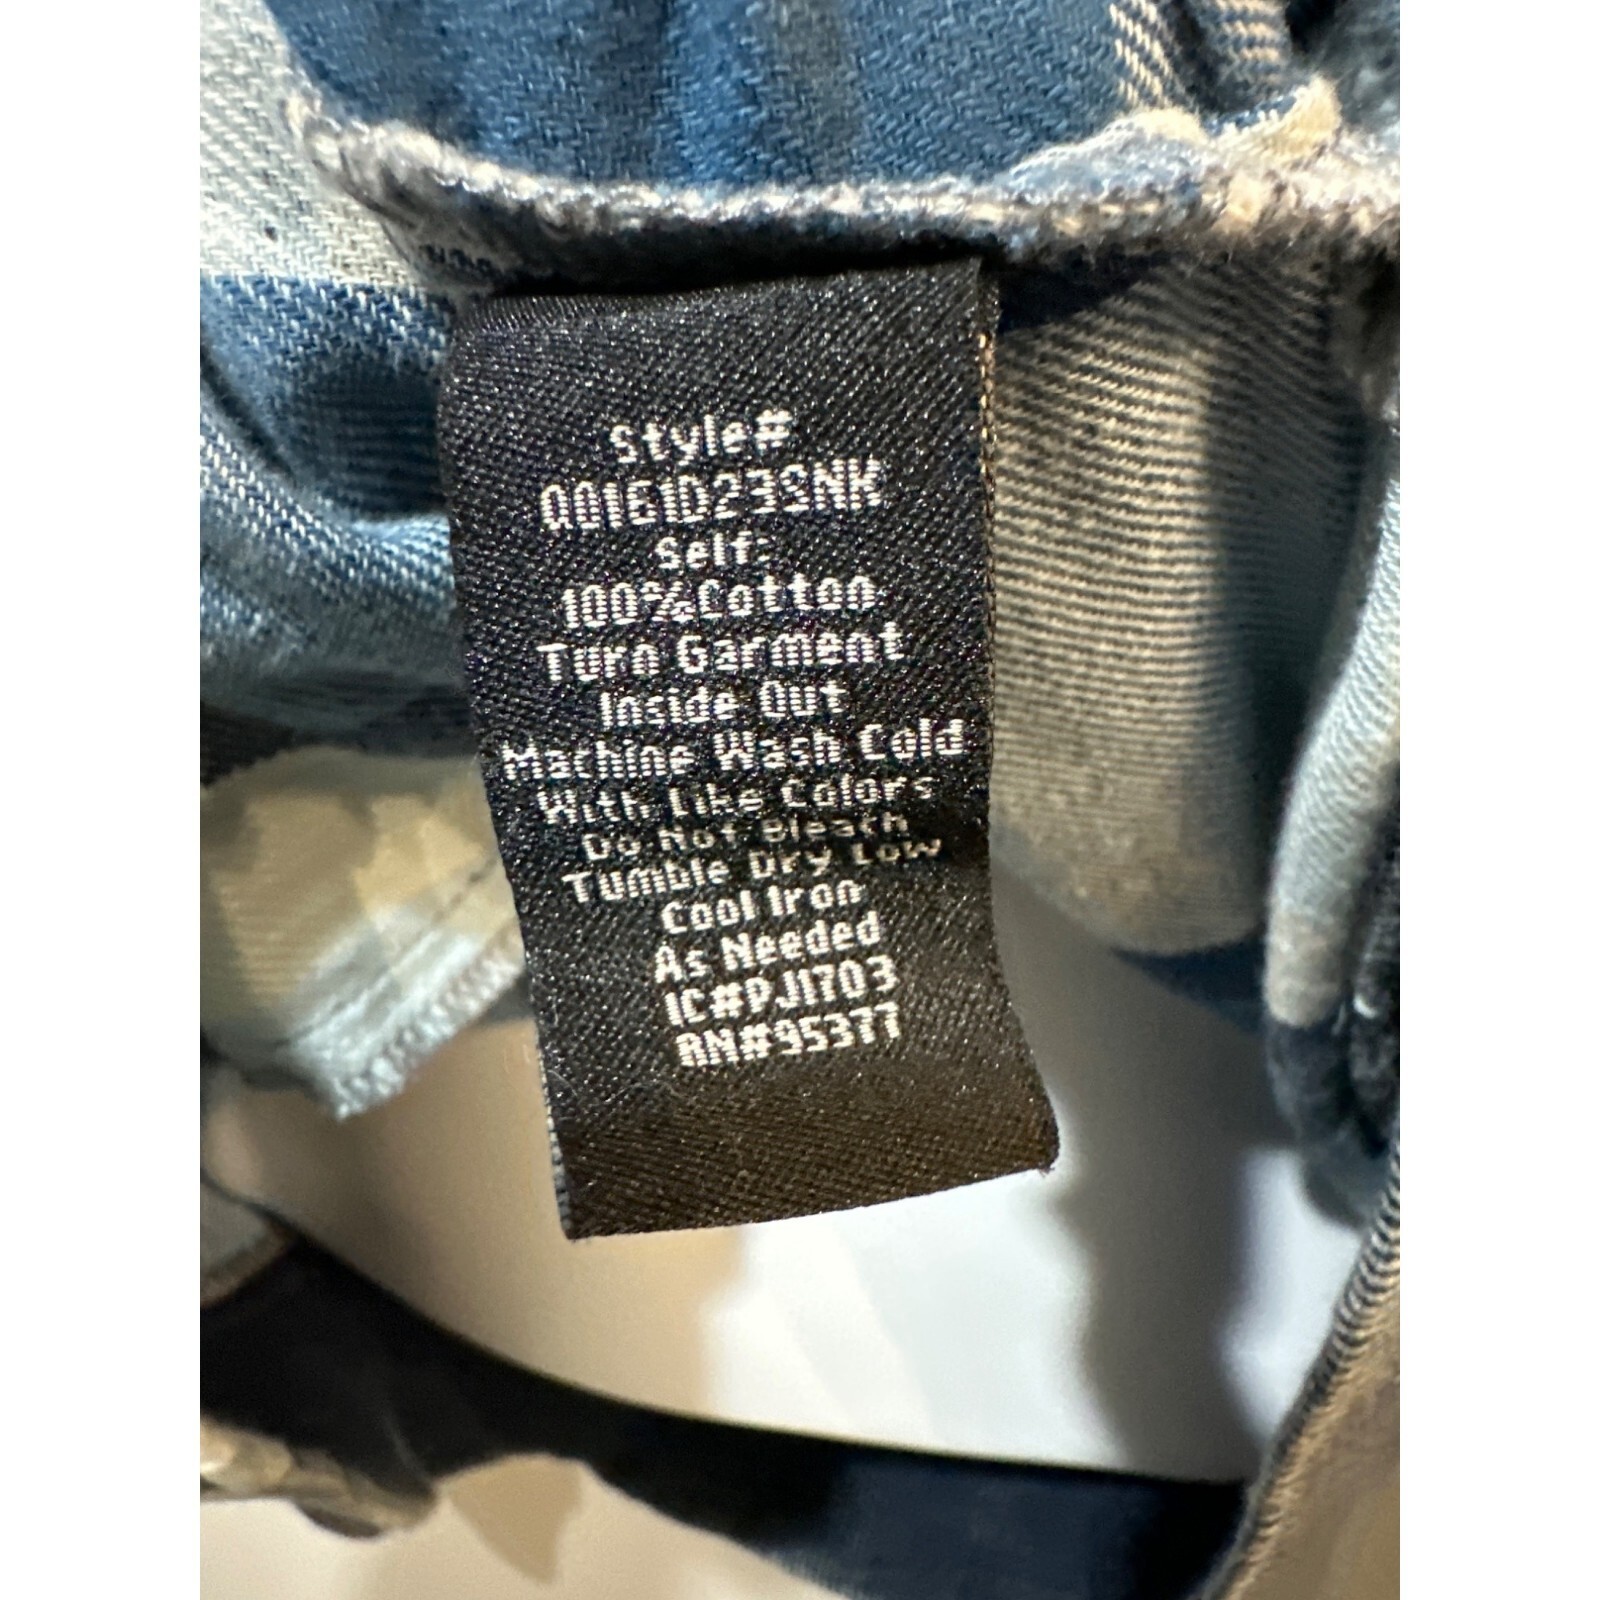 Style#
Q0161D23SNK
Self:
100%Cotton
Turn Garment
Inside Out
Machine Wash Cold
With Like Colors
Do Not Bleach
Tumble Dry Low
Cool Iron
As Needed
IC#PJ1703
RN#95377